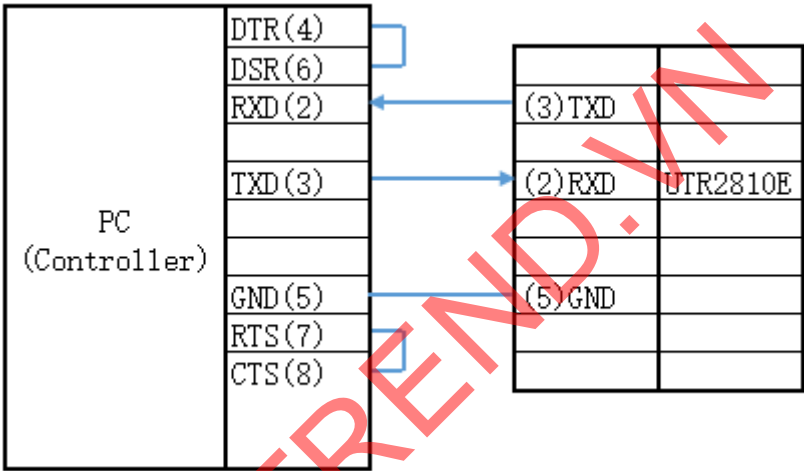 DTR(4)
DSR(6)
RXD(2) (3)TXD
TXD(3) (2)RXD UTR2810E
PC
(Controller)
GND(5) (5)GND
RTS(7)
CTS(8)
TREND.VN